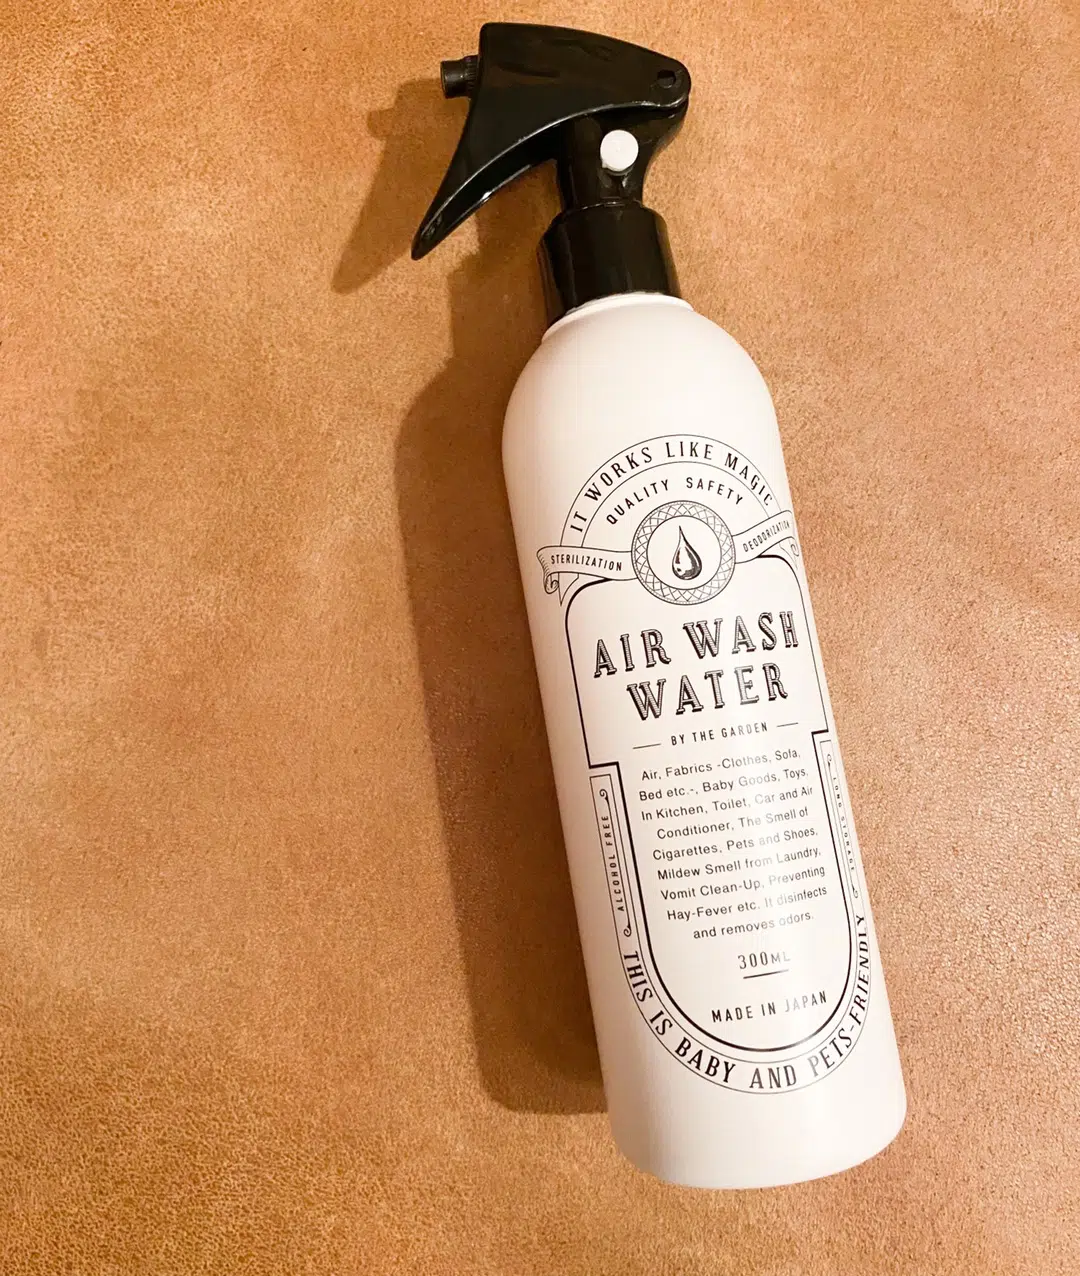 IT WORKS LIKE MAGIC
QUALITY SAFETY
STERILIZATION
DEODORIZATION
AIR WASH
WATER
BY THE GARDEN
Air, Fabrics -Clothes, Sofa,
Bed etc.-, Baby Goods, Toys,
In Kitchen, Toilet, Car and Air
Conditioner, The Smell of
Cigarettes, Pets and Shoes,
Mildew Smell from Laundry,
Vomit Clean-Up, Preventing
Hay-Fever etc. It disinfects
and removes odors.
300ML
MADE IN JAPAN
ALCOHOL FREE
LONG STORAGE
THIS IS BABY AND PETS-FRIENDLY